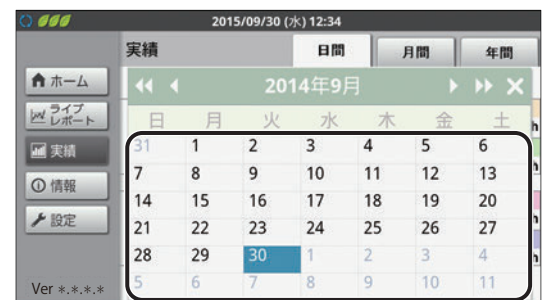 2015/09/30 (水) 12:34
実績 日間 月間 年間
ホーム
ライブ
レポート
実績
情報
設定
Ver *.*.*.*
2014年9月
日 月 火 水 木 金 土
31 1 2 3 4 5 6
7 8 9 10 11 12 13
14 15 16 17 18 19 20
21 22 23 24 25 26 27
28 29 30 1 2 3 4
5 6 7 8 9 10 11
h
h
h
h